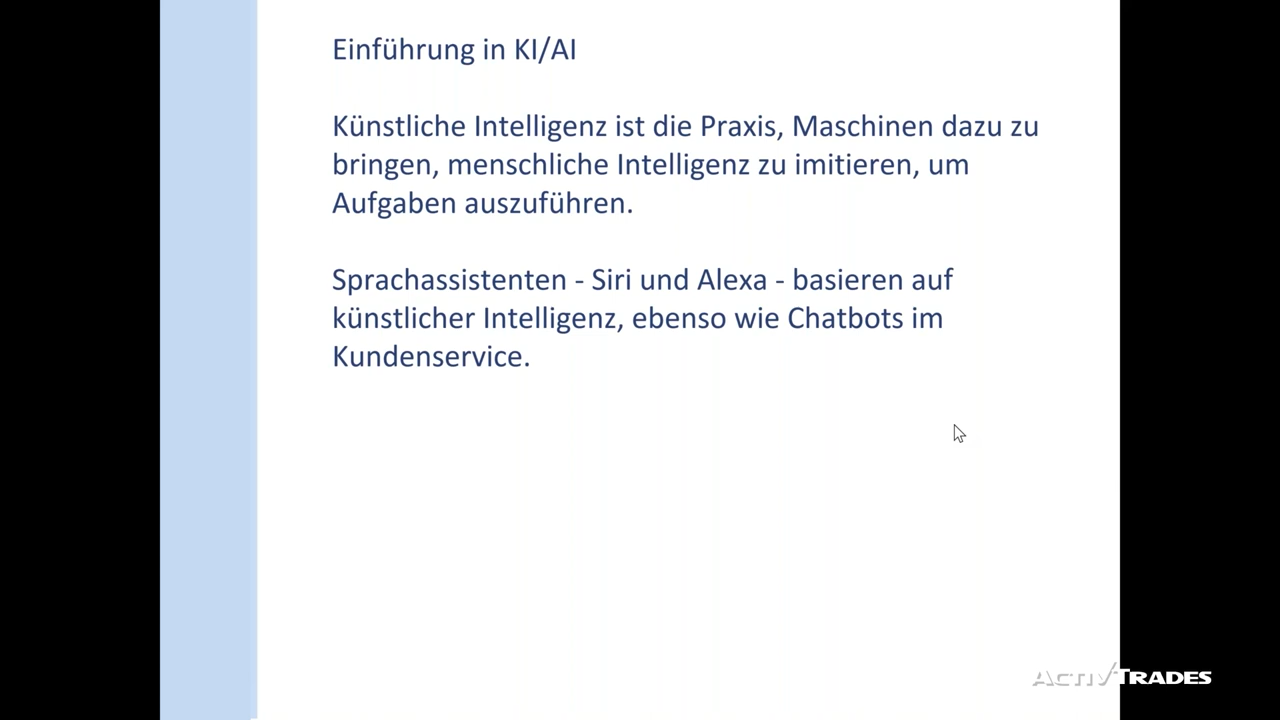 Einführung in KI/AI
Künstliche Intelligenz ist die Praxis, Maschinen dazu zu
bringen, menschliche Intelligenz zu imitieren, um
Aufgaben auszuführen.
Sprachassistenten - Siri und Alexa - basieren auf
künstlicher Intelligenz, ebenso wie Chatbots im
Kundenservice.
ACTIVTRADES